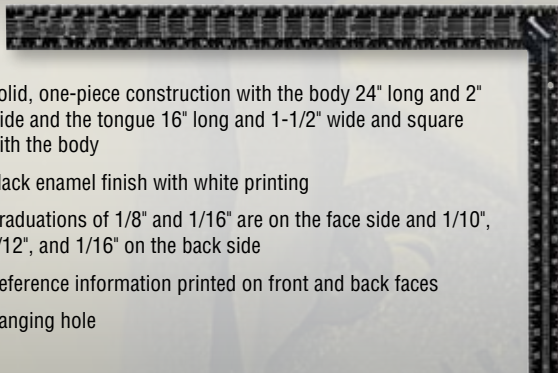 olid, one-piece construction with the body 24" long and 2"
ide and the tongue 16" long and 1-1/2" wide and square
ith the body
lack enamel finish with white printing
raduations of 1/8" and 1/16" are on the face side and 1/10",
/12", and 1/16" on the back side
eference information printed on front and back faces
anging hole